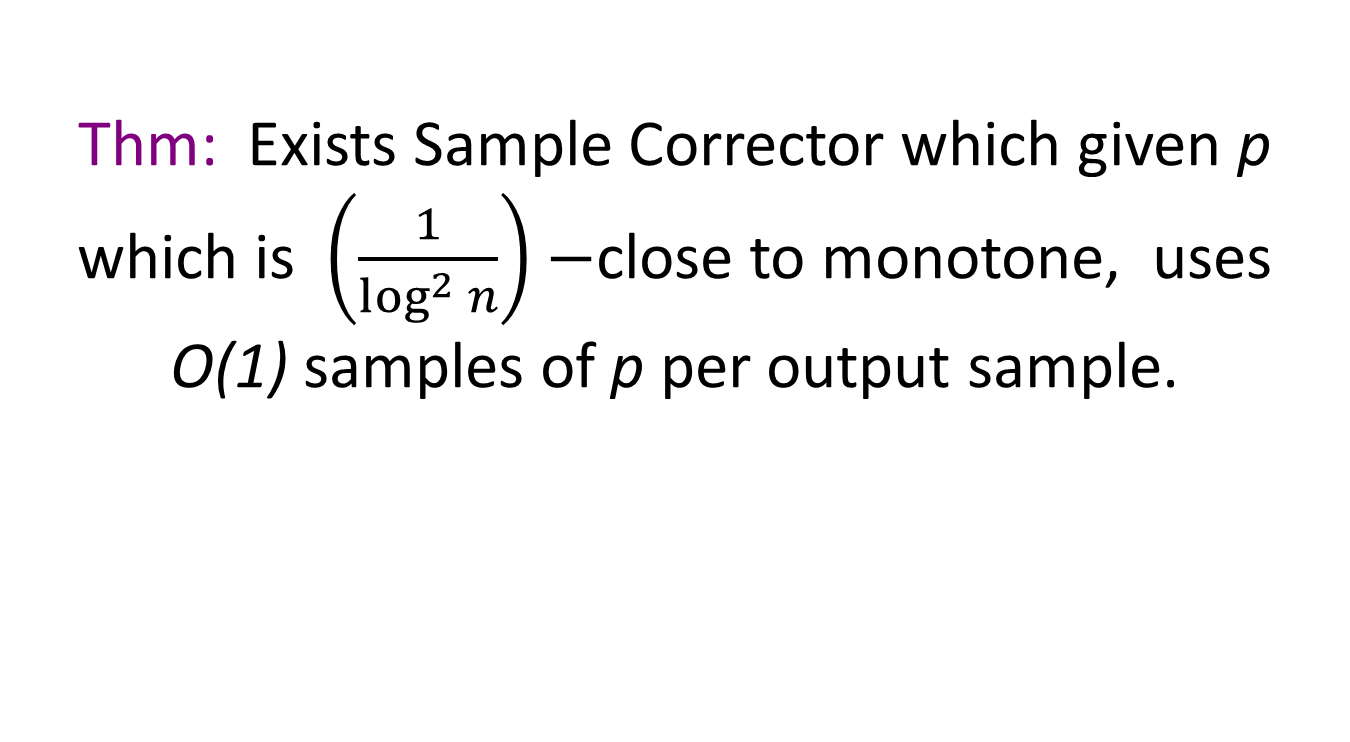 Thm: Exists Sample Corrector which given p
which is (1/log² n) –close to monotone, uses
O(1) samples of p per output sample.